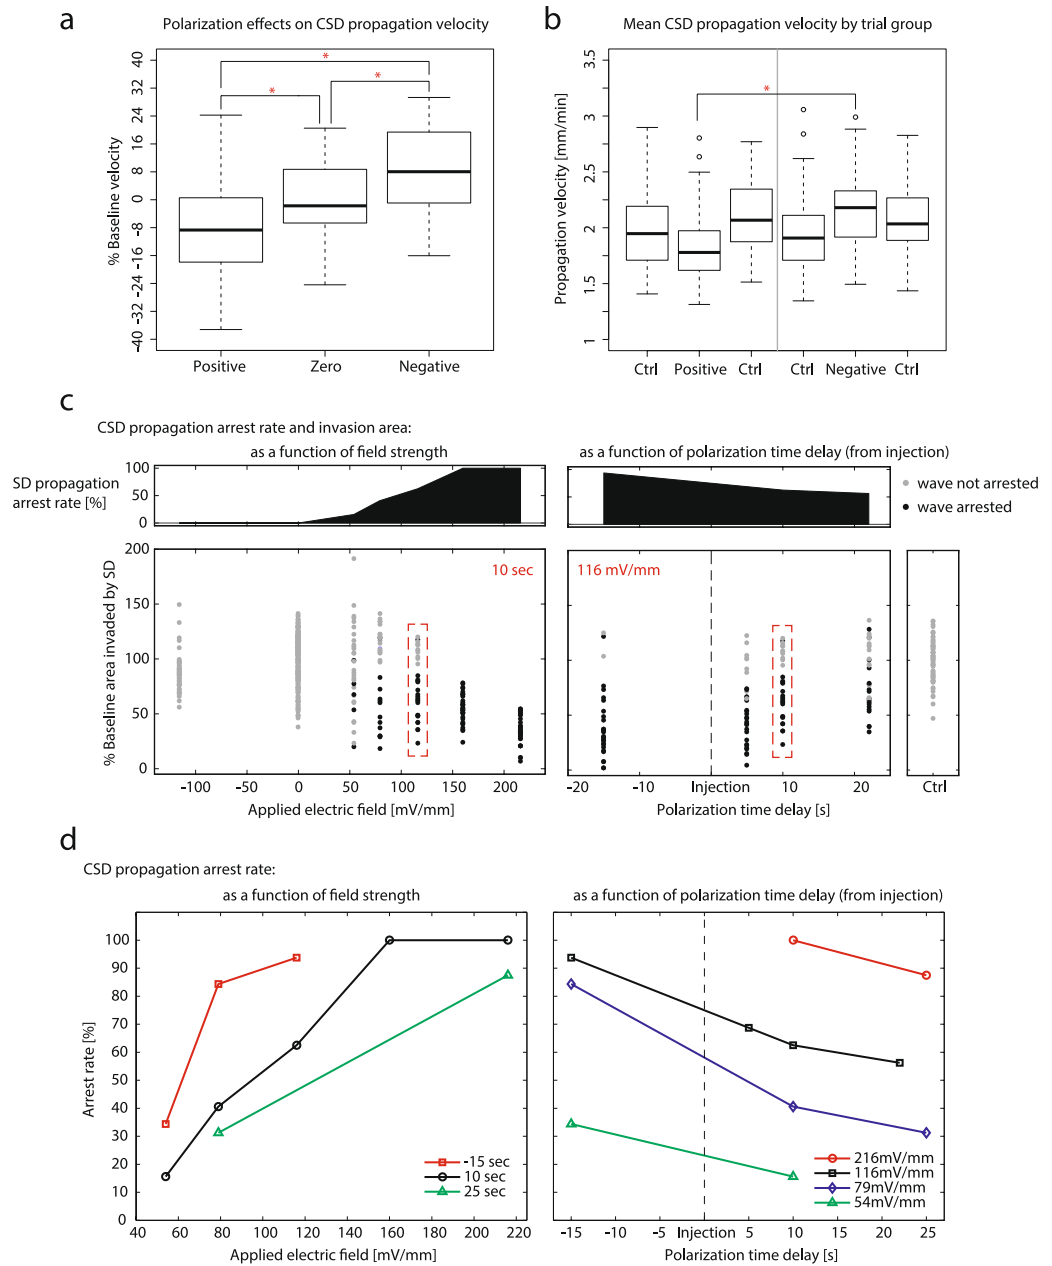 a
Polarization effects on CSD propagation velocity
% Baseline velocity
40
32
24
16
8
0
-8
-16
-24
-32
-40
*
*
*
Positive
Zero
Negative
b
Mean CSD propagation velocity by trial group
Propagation velocity [mm/min]
3.5
3
2.5
2
1.5
1
*
Ctrl
Positive
Ctrl
Ctrl
Negative
Ctrl
c
CSD propagation arrest rate and invasion area:
as a function of field strength
as a function of polarization time delay (from injection)
SD propagation
arrest rate [%]
100
50
0
wave not arrested
wave arrested
% Baseline area invaded by SD
200
150
100
50
0
10 sec
116 mV/mm
-100
-50
0
50
100
150
200
Applied electric field [mV/mm]
-20
-10
Injection
10
20
Polarization time delay [s]
Ctrl
d
CSD propagation arrest rate:
as a function of field strength
as a function of polarization time delay (from injection)
Arrest rate [%]
100
90
80
70
60
50
40
30
20
10
0
-15 sec
10 sec
25 sec
40
60
80
100
120
140
160
180
200
220
Applied electric field [mV/mm]
216mV/mm
116mV/mm
79mV/mm
54mV/mm
-15
-10
-5
Injection
5
10
15
20
25
Polarization time delay [s]